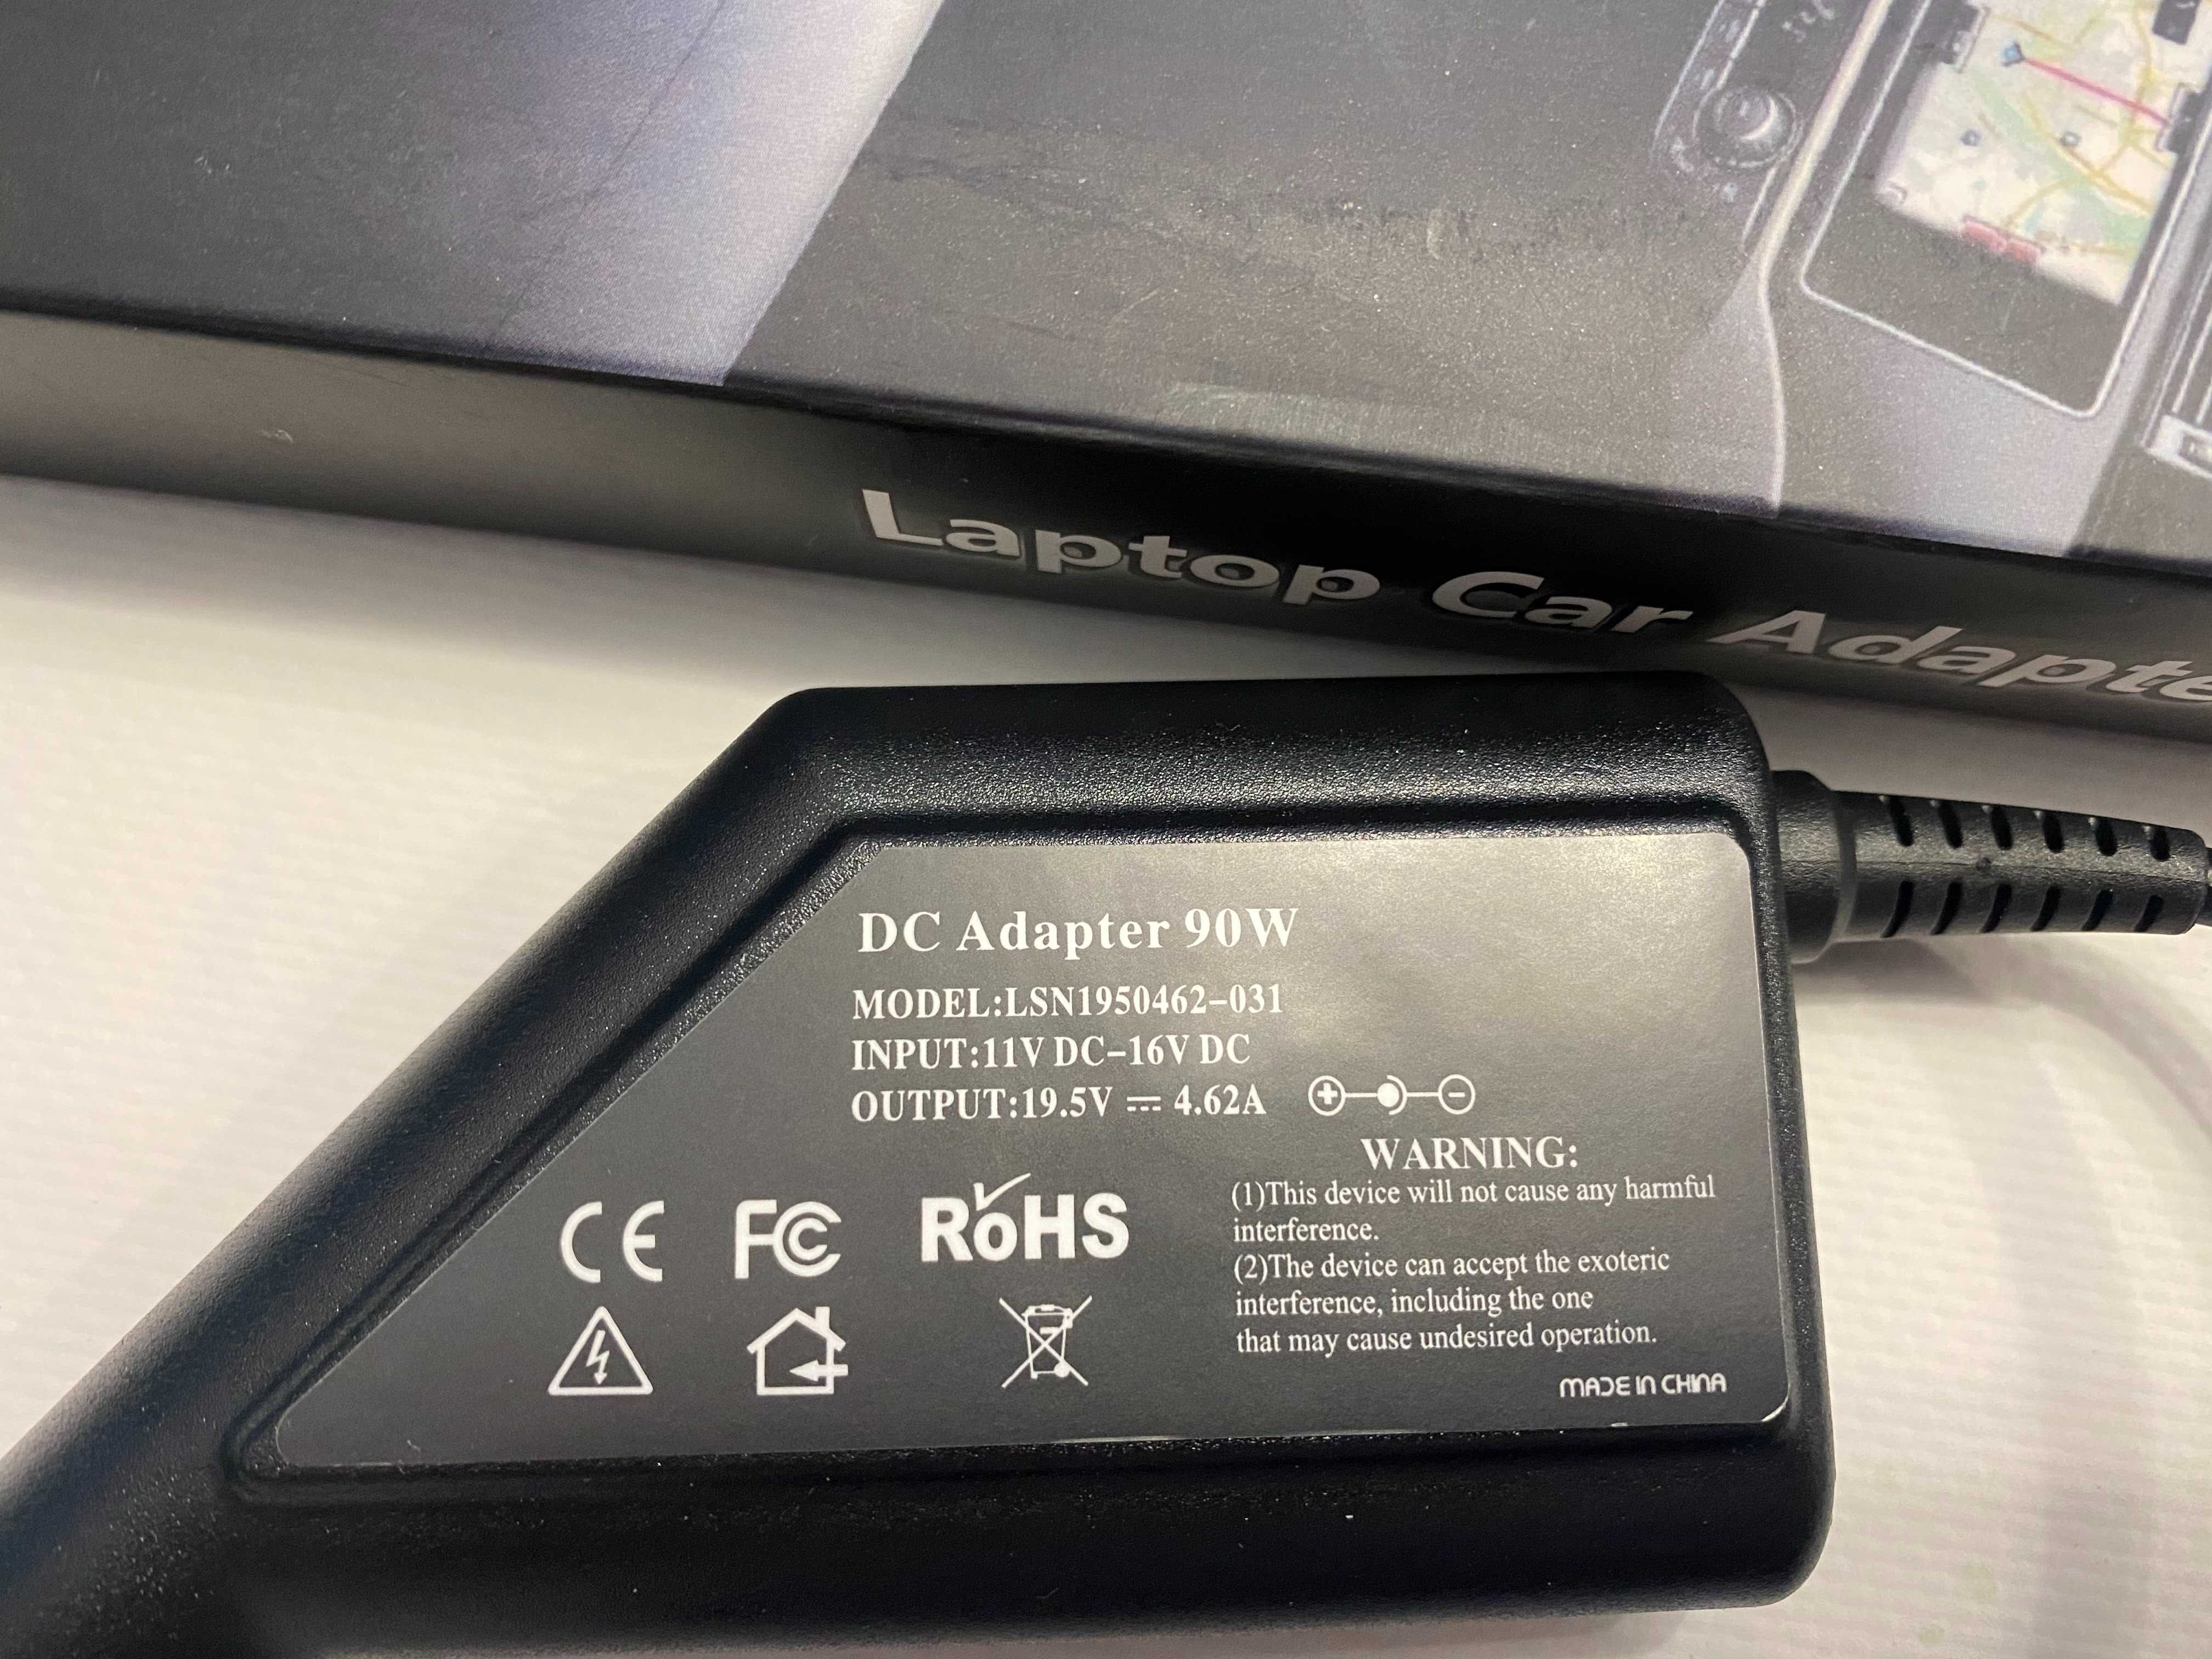 Laptop Car
DC Adapter 90W
MODEL:LSN1950462-031
INPUT:11V DC-16V DC
OUTPUT:19.5V ⎓ 4.62A
WARNING:
(1)This device will not cause any harmful
interference.
(2)The device can accept the exoteric
interference, including the one
that may cause undesired operation.
CE FC RoHS
MADE IN CHINA